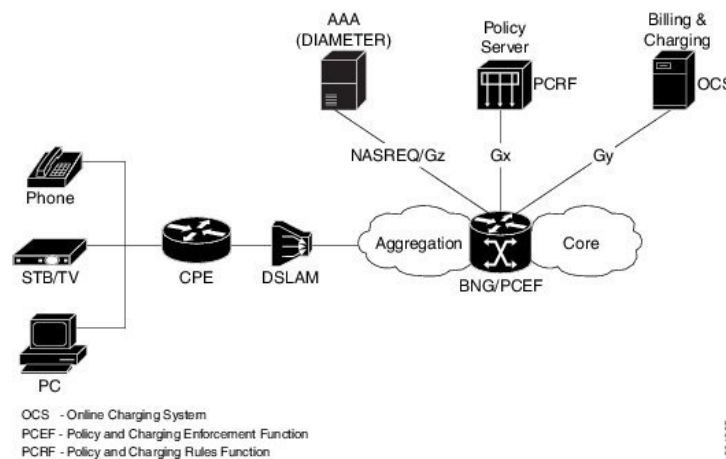 AAA
(DIAMETER)
Policy
Server
Billing &
Charging
PCRF
OCS
NASREQ/Gz
Gx
Gy
Phone
STB/TV
PC
CPE
DSLAM
Aggregation
BNG/PCEF
Core
OCS - Online Charging System
PCEF - Policy and Charging Enforcement Function
PCRF - Policy and Charging Rules Function